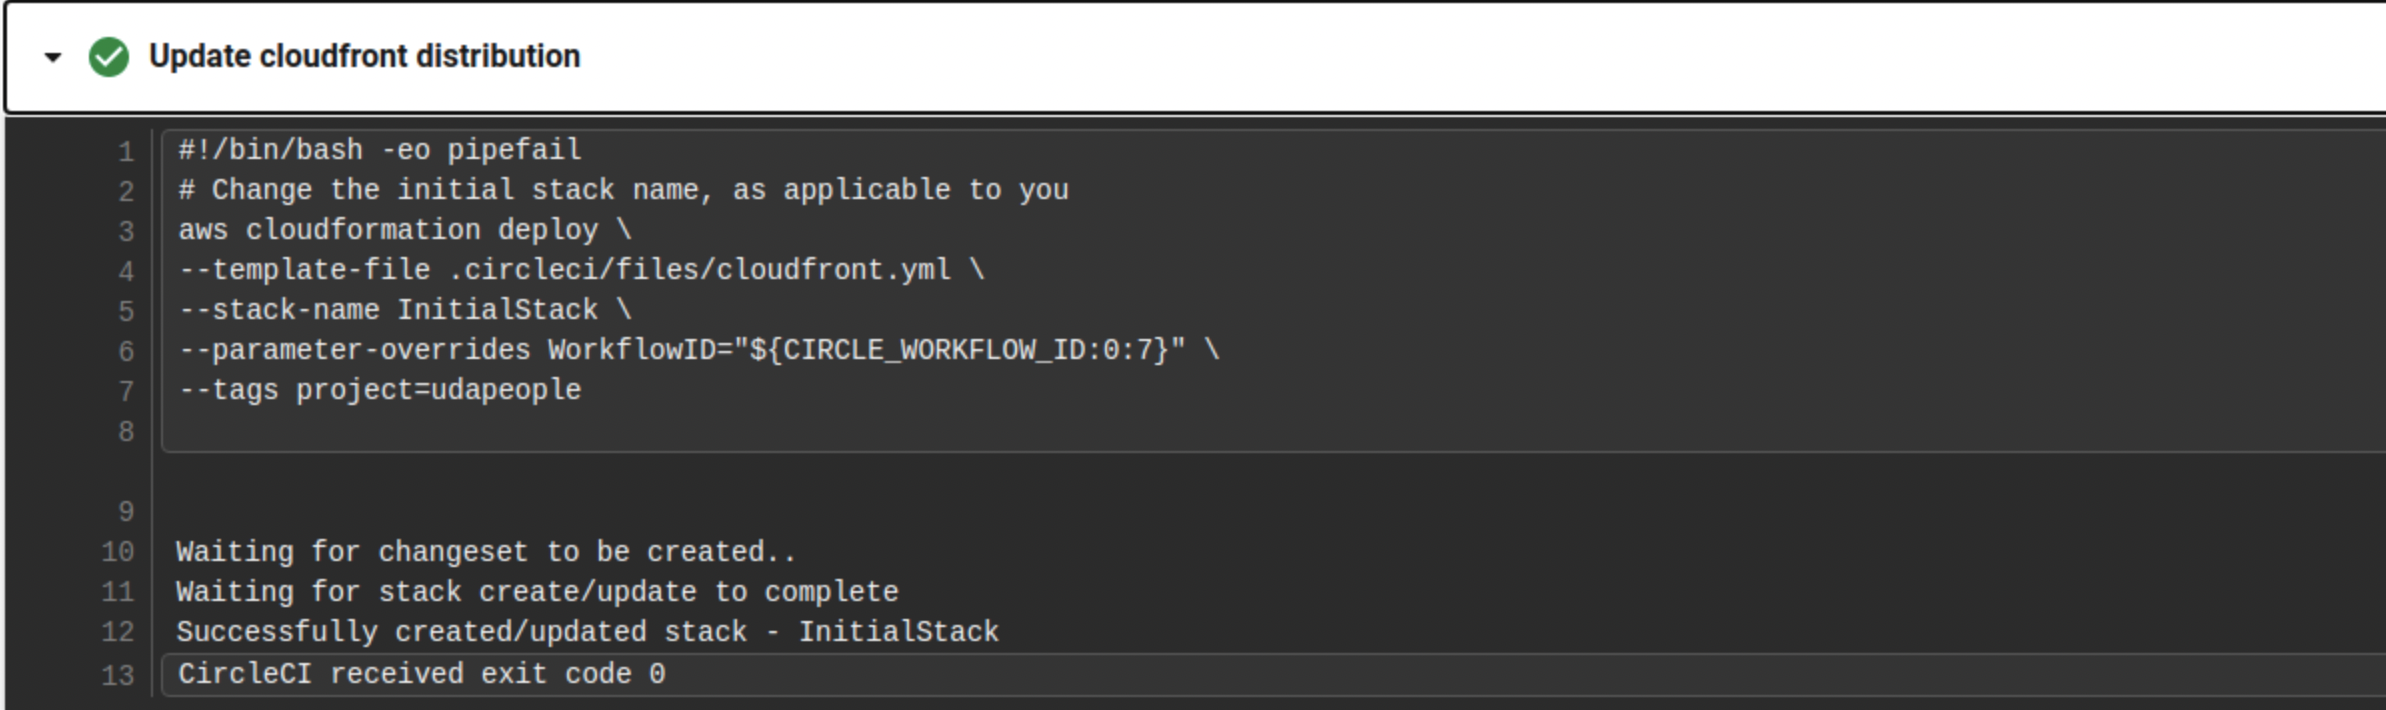 Update cloudfront distribution
1 #!/bin/bash -eo pipefail
2 # Change the initial stack name, as applicable to you
3 aws cloudformation deploy \
4 --template-file .circleci/files/cloudfront.yml \
5 --stack-name InitialStack \
6 --parameter-overrides WorkflowID="${CIRCLE_WORKFLOW_ID:0:7}" \
7 --tags project=udapeople
8
9
10 Waiting for changeset to be created..
11 Waiting for stack create/update to complete
12 Successfully created/updated stack - InitialStack
13 CircleCI received exit code 0